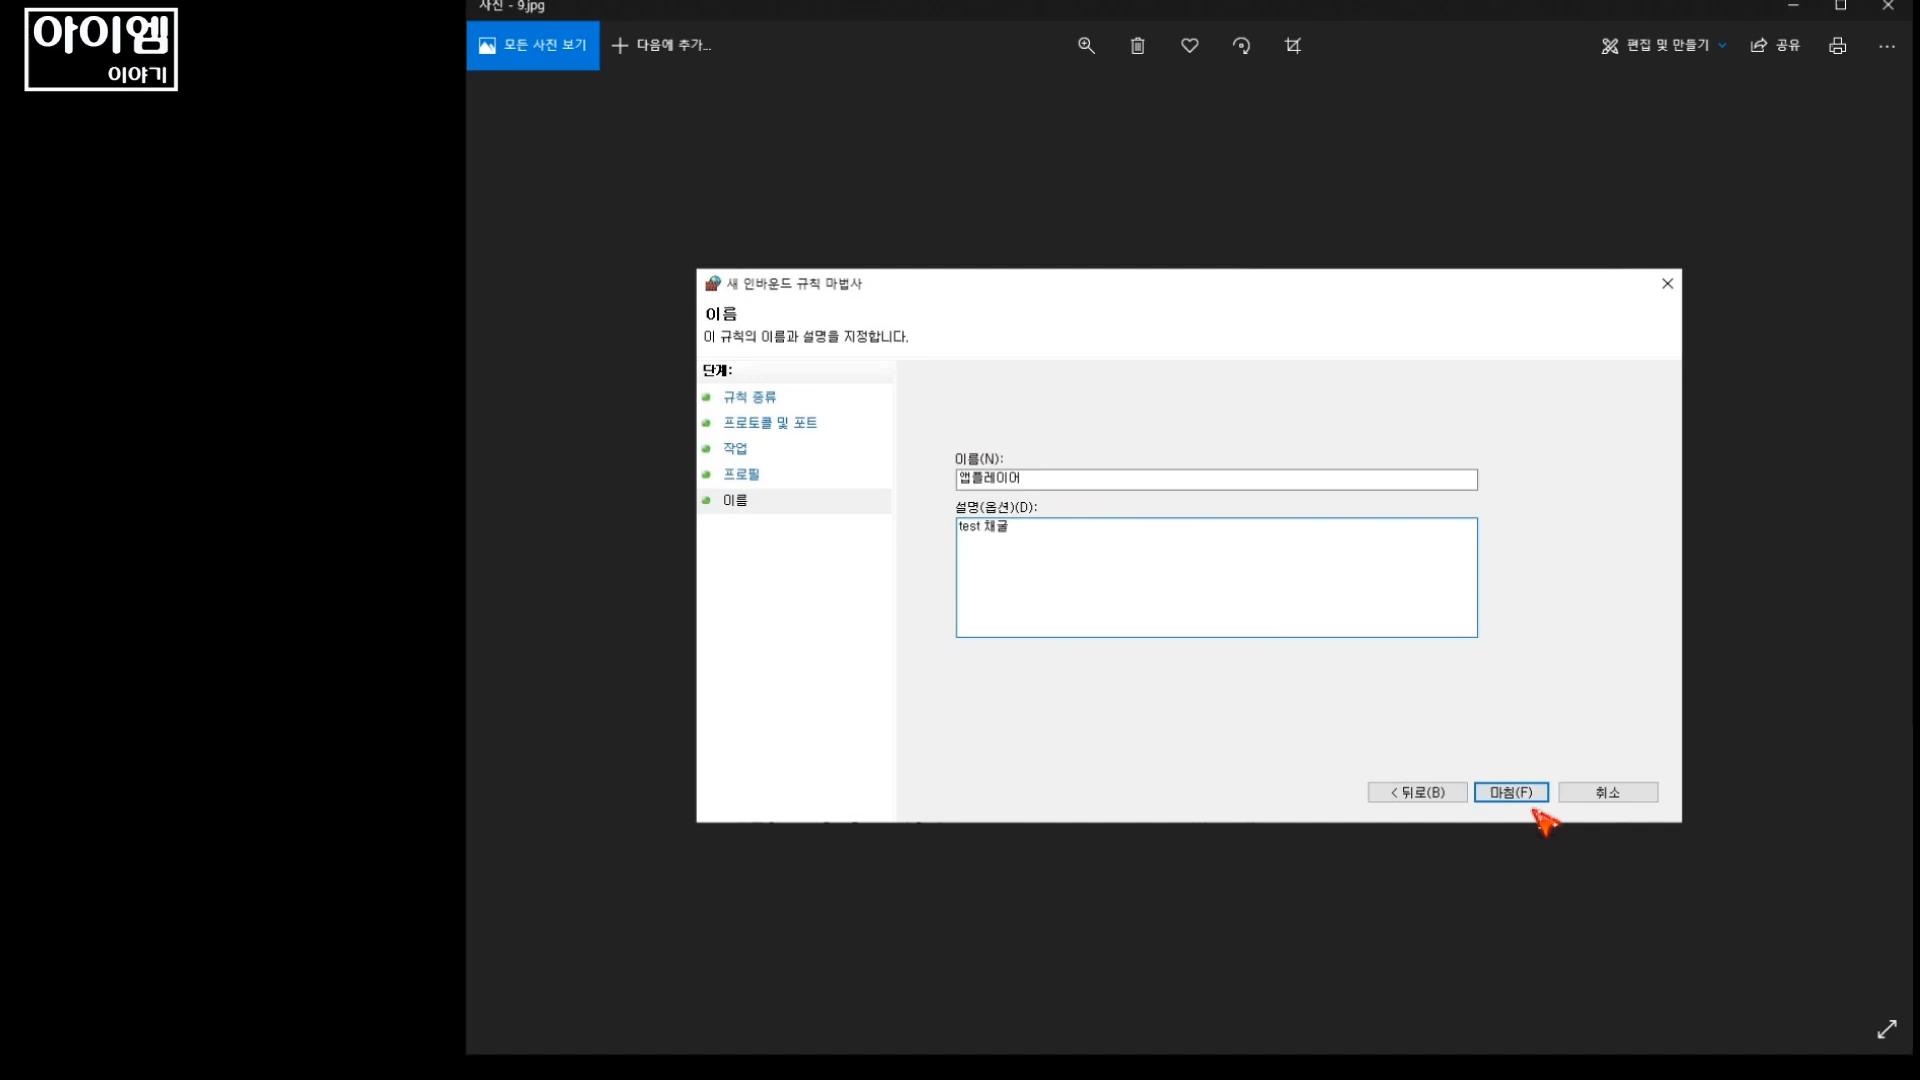 아이엠
이야기
사진 - 9.jpg
모든 사진 보기
다음에 추가...
편집 및 만들기
공유
새 인바운드 규칙 마법사
이름
이 규칙의 이름과 설명을 지정합니다.
단계:
규칙 종류
프로토콜 및 포트
작업
프로필
이름
이름(N):
앱플레이어
설명(옵션)(D):
test 채굴
< 뒤로(B)
마침(F)
취소